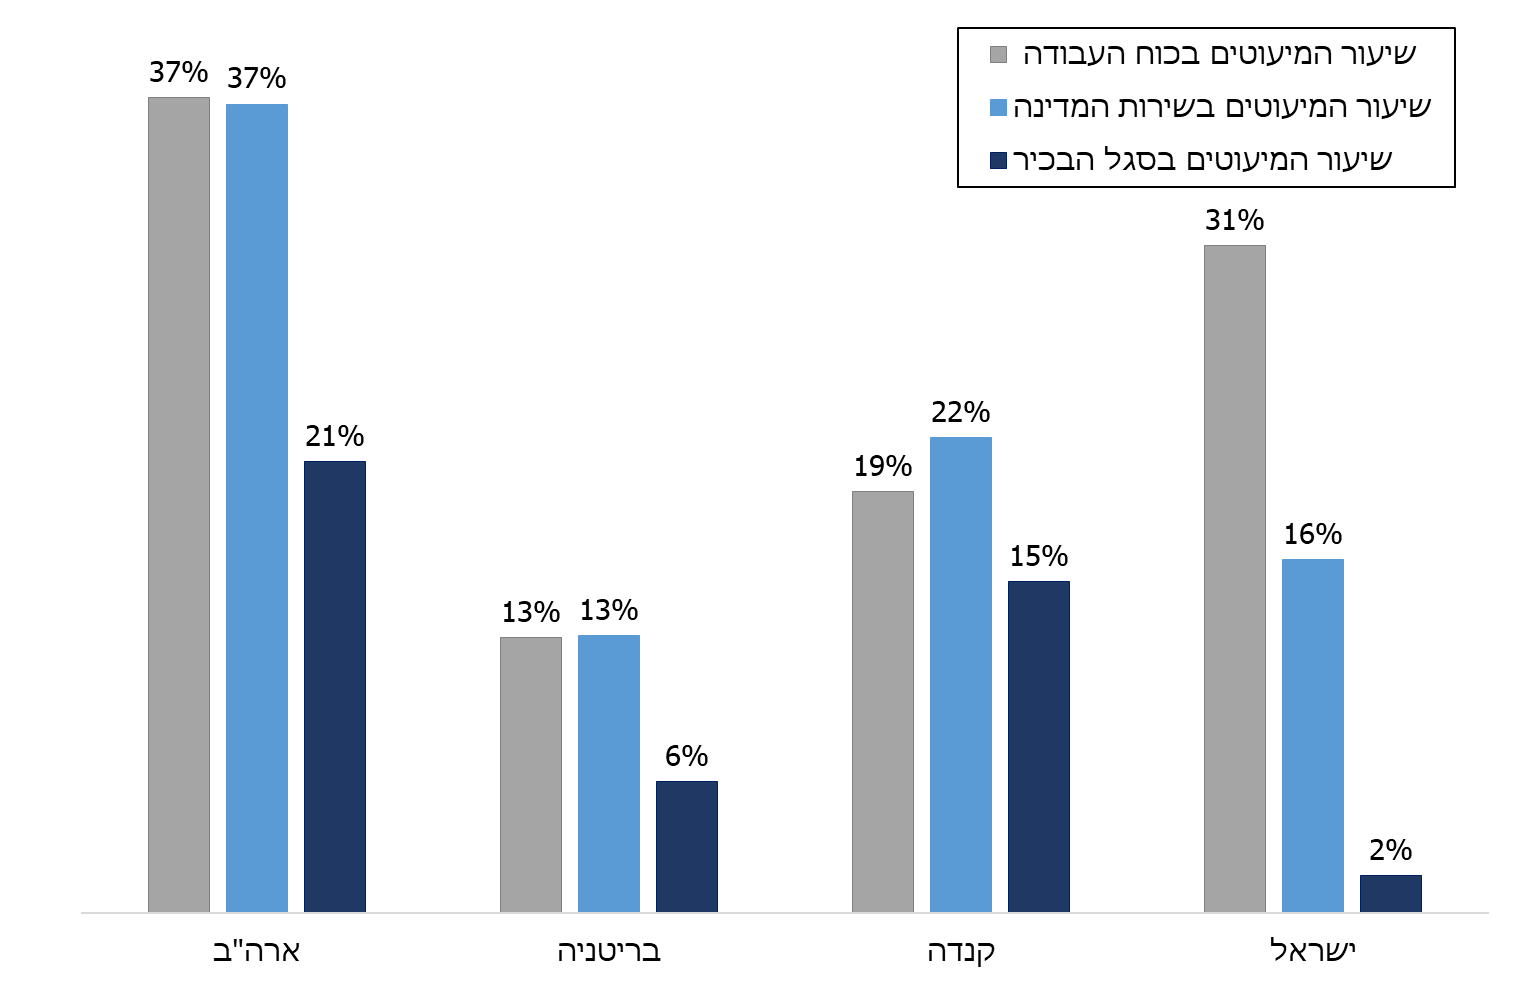 שיעור המיעוטים בכוח העבודה
שיעור המיעוטים בשירות המדינה
שיעור המיעוטים בסגל הבכיר
37%
37%
21%
13%
13%
6%
19%
22%
15%
31%
16%
2%
ארה"ב
בריטניה
קנדה
ישראל